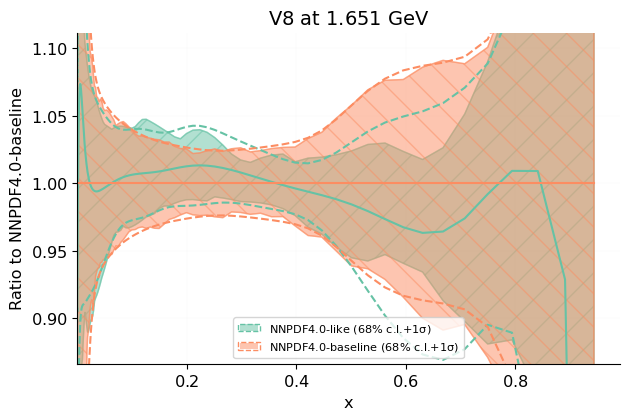 V8 at 1.651 GeV
Ratio to NNPDF4.0-baseline
1.10
1.05
1.00
0.95
0.90
NNPDF4.0-like (68% c.l.+1σ)
NNPDF4.0-baseline (68% c.l.+1σ)
0.2 0.4 0.6 0.8
x